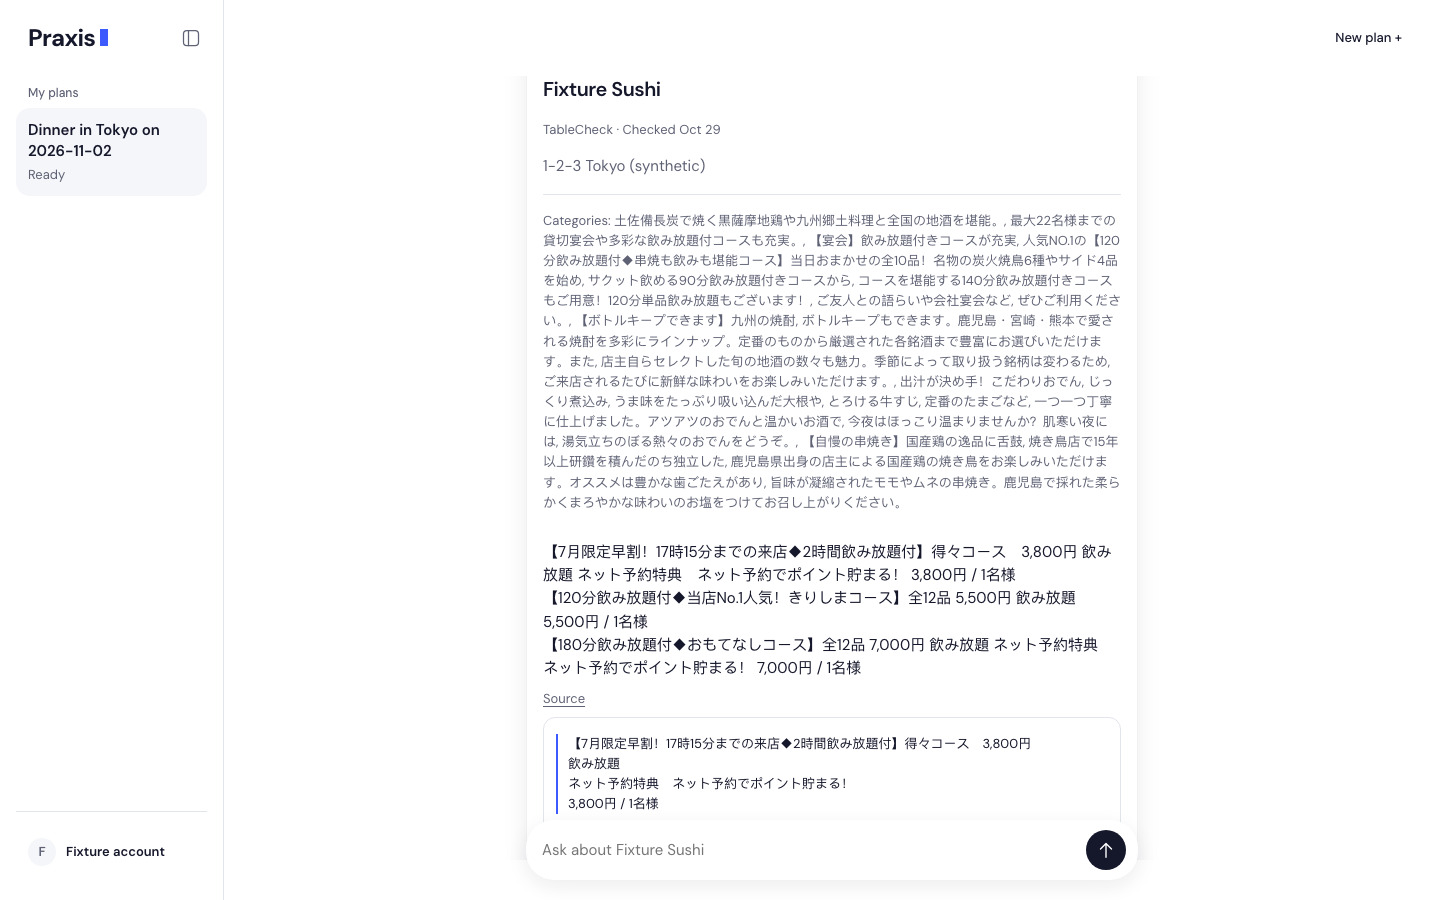 Praxis
New plan +
My plans
Dinner in Tokyo on
2026-11-02
Ready
Fixture Sushi
TableCheck · Checked Oct 29
1-2-3 Tokyo (synthetic)
Categories: 土佐備長炭で焼く黒薩摩地鶏や九州郷土料理と全国の地酒を堪能。, 最大22名様までの
貸切宴会や多彩な飲み放題付コースも充実。, 【宴会】飲み放題付きコースが充実, 人気NO.1の【120
分飲み放題付◆串焼も飲みも堪能コース】当日おまかせの全10品！名物の炭火焼鳥6種やサイド4品
を始め, サクット飲める90分飲み放題付きコースから, コースを堪能する140分飲み放題付きコース
もご用意！120分単品飲み放題もございます！, ご友人との語らいや会社宴会など, ぜひご利用くださ
い。, 【ボトルキープできます】九州の焼酎, ボトルキープもできます。鹿児島・宮崎・熊本で愛さ
れる焼酎を多彩にラインナップ。定番のものから厳選された各銘酒まで豊富にお選びいただけま
す。また, 店主自らセレクトした旬の地酒の数々も魅力。季節によって取り扱う銘柄は変わるため,
ご来店されるたびに新鮮な味わいをお楽しみいただけます。, 出汁が決め手！こだわりおでん, じっ
くり煮込み, うま味をたっぷり吸い込んだ大根や, とろける牛すじ, 定番のたまごなど, 一つ一つ丁寧
に仕上げました。アツアツのおでんと温かいお酒で, 今夜はほっこり温まりませんか？肌寒い夜に
は, 湯気立ちのぼる熱々のおでんをどうぞ。, 【自慢の串焼き】国産鶏の逸品に舌鼓, 焼き鳥店で15年
以上研鑽を積んだのち独立した, 鹿児島県出身の店主による国産鶏の焼き鳥をお楽しみいただけま
す。オススメは豊かな歯ごたえがあり, 旨味が凝縮されたモモやムネの串焼き。鹿児島で採れた柔ら
かくまろやかな味わいのお塩をつけてお召し上がりください。
【7月限定早割！17時15分までの来店◆2時間飲み放題付】得々コース　3,800円 飲み
放題 ネット予約特典　ネット予約でポイント貯まる！ 3,800円 / 1名様
【120分飲み放題付◆当店No.1人気！きりしまコース】全12品 5,500円 飲み放題
5,500円 / 1名様
【180分飲み放題付◆おもてなしコース】全12品 7,000円 飲み放題 ネット予約特典
ネット予約でポイント貯まる！ 7,000円 / 1名様
Source
【7月限定早割！17時15分までの来店◆2時間飲み放題付】得々コース　3,800円
飲み放題
ネット予約特典　ネット予約でポイント貯まる！
3,800円 / 1名様
Ask about Fixture Sushi
F
Fixture account